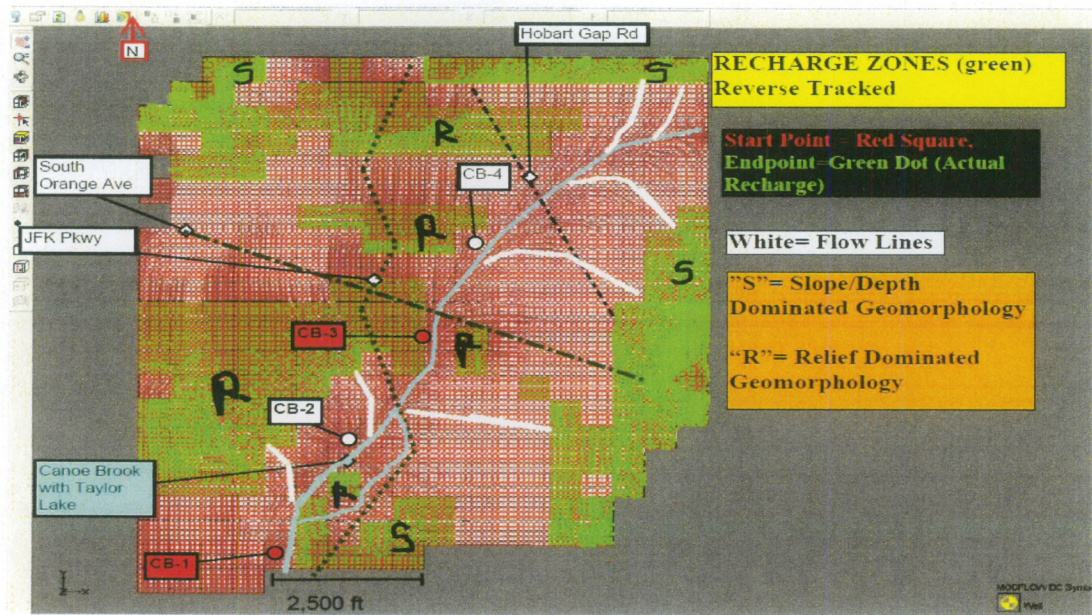 N
Hobart Gap Rd
RECHARGE ZONES (green)
Reverse Tracked
S
S
Start Point = Red Square,
Endpoint=Green Dot (Actual
Recharge)
R
South
Orange Ave
CB-4
JFK Pkwy
R
White= Flow Lines
S
"S"= Slope/Depth
Dominated Geomorphology
CB-3
R
"R"= Relief Dominated
Geomorphology
R
CB-2
Canoe Brook
with Taylor
Lake
R
S
CB-1
2,500 ft
Y
Z
X
Well